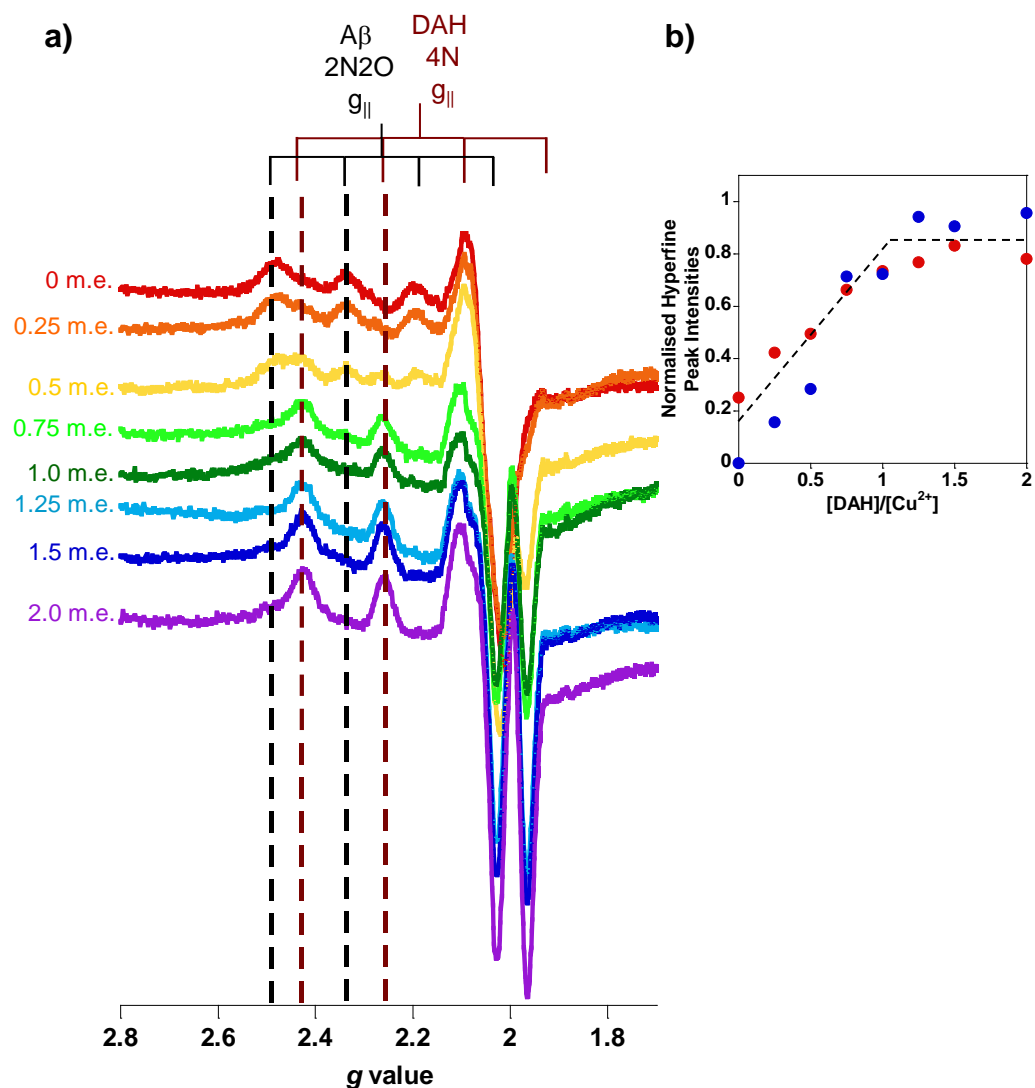 a)
Aβ
2N2O
g||
DAH
4N
g||
0 m.e.
0.25 m.e.
0.5 m.e.
0.75 m.e.
1.0 m.e.
1.25 m.e.
1.5 m.e.
2.0 m.e.
2.8 2.6 2.4 2.2 2 1.8
g value
b)
Normalised Hyperfine
Peak Intensities
1
0.8
0.6
0.4
0.2
0
0 0.5 1 1.5 2
[DAH]/[Cu²⁺]